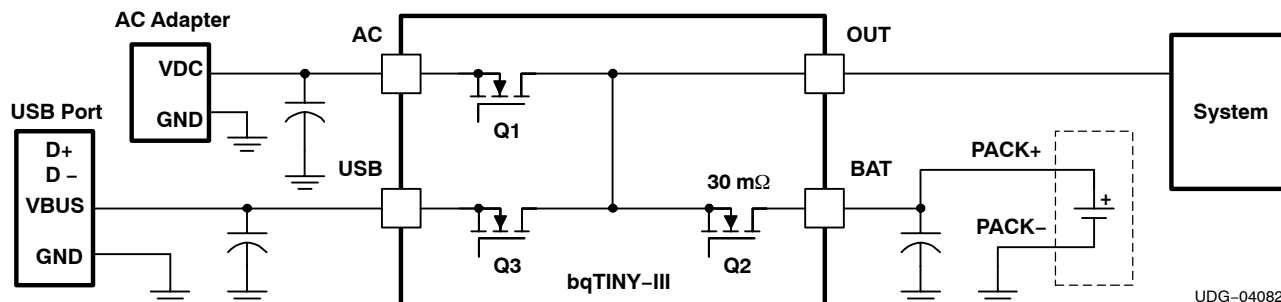 AC Adapter
VDC
GND
USB Port
D+
D −
VBUS
GND
AC
USB
Q1
Q3
30 mΩ
Q2
bqTINY−III
OUT
BAT
PACK+
+
PACK−
System
UDG−04082